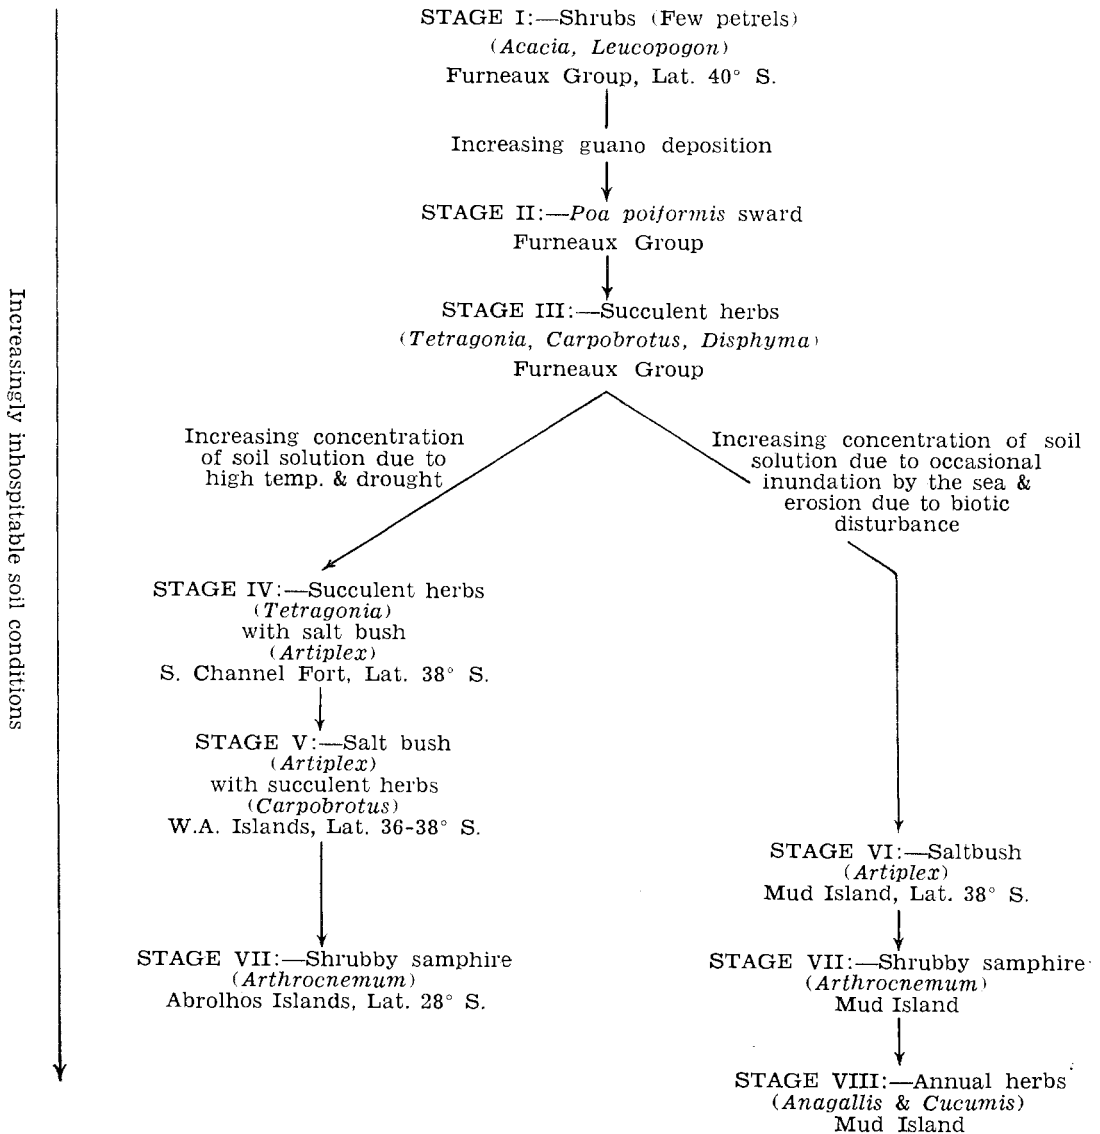 STAGE I:—Shrubs (Few petrels)
(Acacia, Leucopogon)
Furneaux Group, Lat. 40° S.
Increasing guano deposition
STAGE II:—Poa poiformis sward
Furneaux Group
STAGE III:—Succulent herbs
(Tetragonia, Carpobrotus, Disphyma)
Furneaux Group
Increasing concentration
of soil solution due to
high temp. & drought
Increasing concentration of soil
solution due to occasional
inundation by the sea &
erosion due to biotic
disturbance
STAGE IV:—Succulent herbs
(Tetragonia)
with salt bush
(Artiplex)
S. Channel Fort, Lat. 38° S.
STAGE V:—Salt bush
(Artiplex)
with succulent herbs
(Carpobrotus)
W.A. Islands, Lat. 36-38° S.
STAGE VII:—Shrubby samphire
(Arthrocnemum)
Abrolhos Islands, Lat. 28° S.
STAGE VI:—Saltbush
(Artiplex)
Mud Island, Lat. 38° S.
STAGE VII:—Shrubby samphire
(Arthrocnemum)
Mud Island
STAGE VIII:—Annual herbs
(Anagallis & Cucumis)
Mud Island
Increasingly inhospitable soil conditions